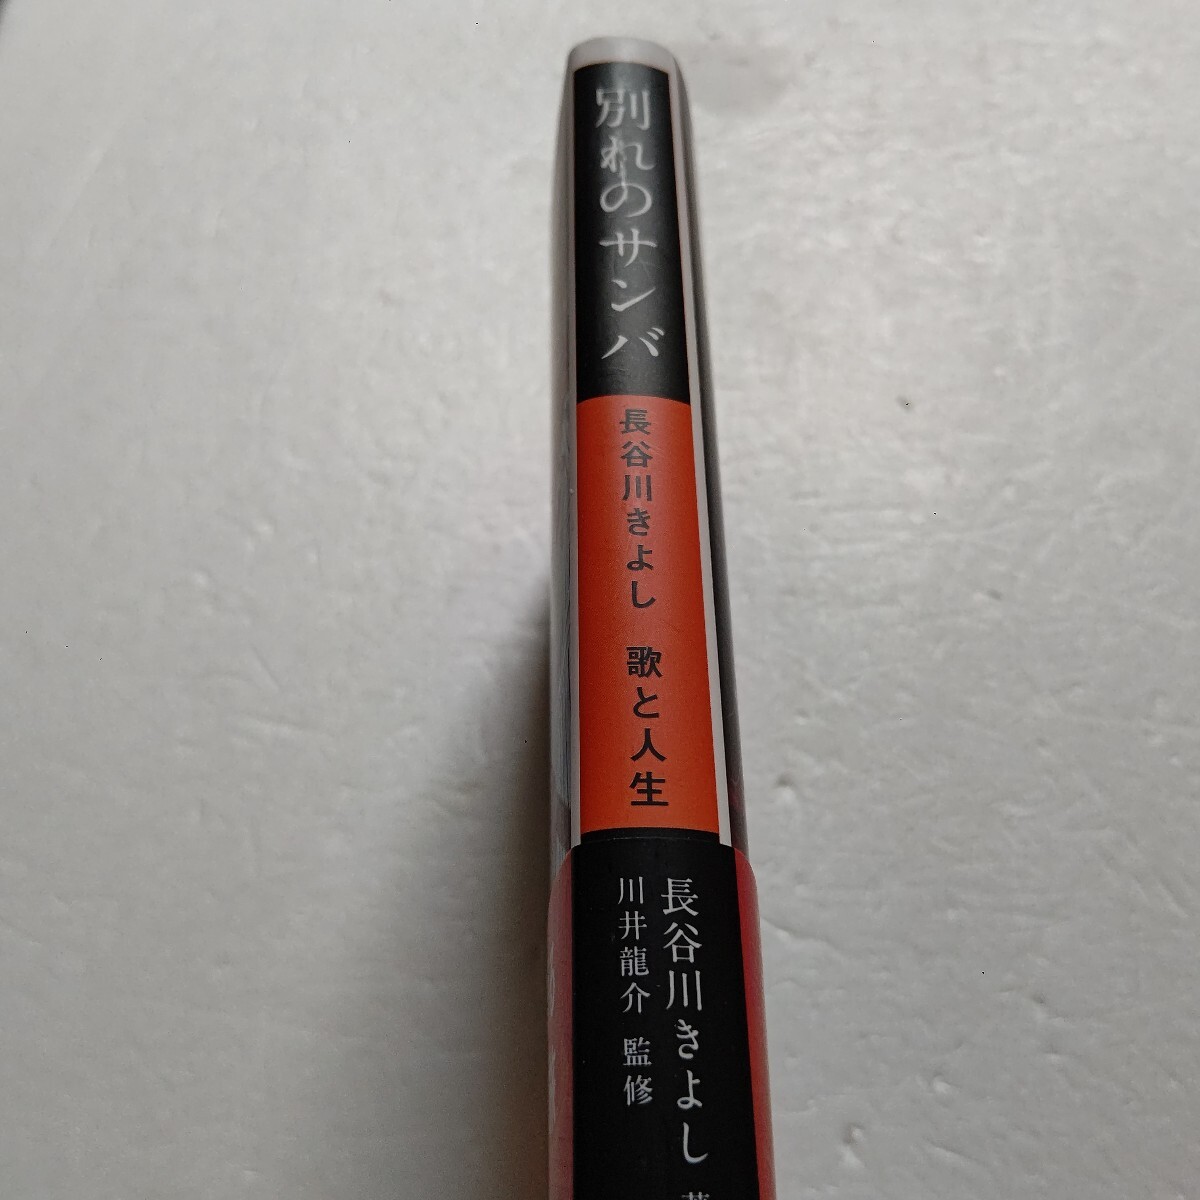 別れのサンバ
長谷川きよし 歌と人生
長谷川きよし
川井龍介 監修